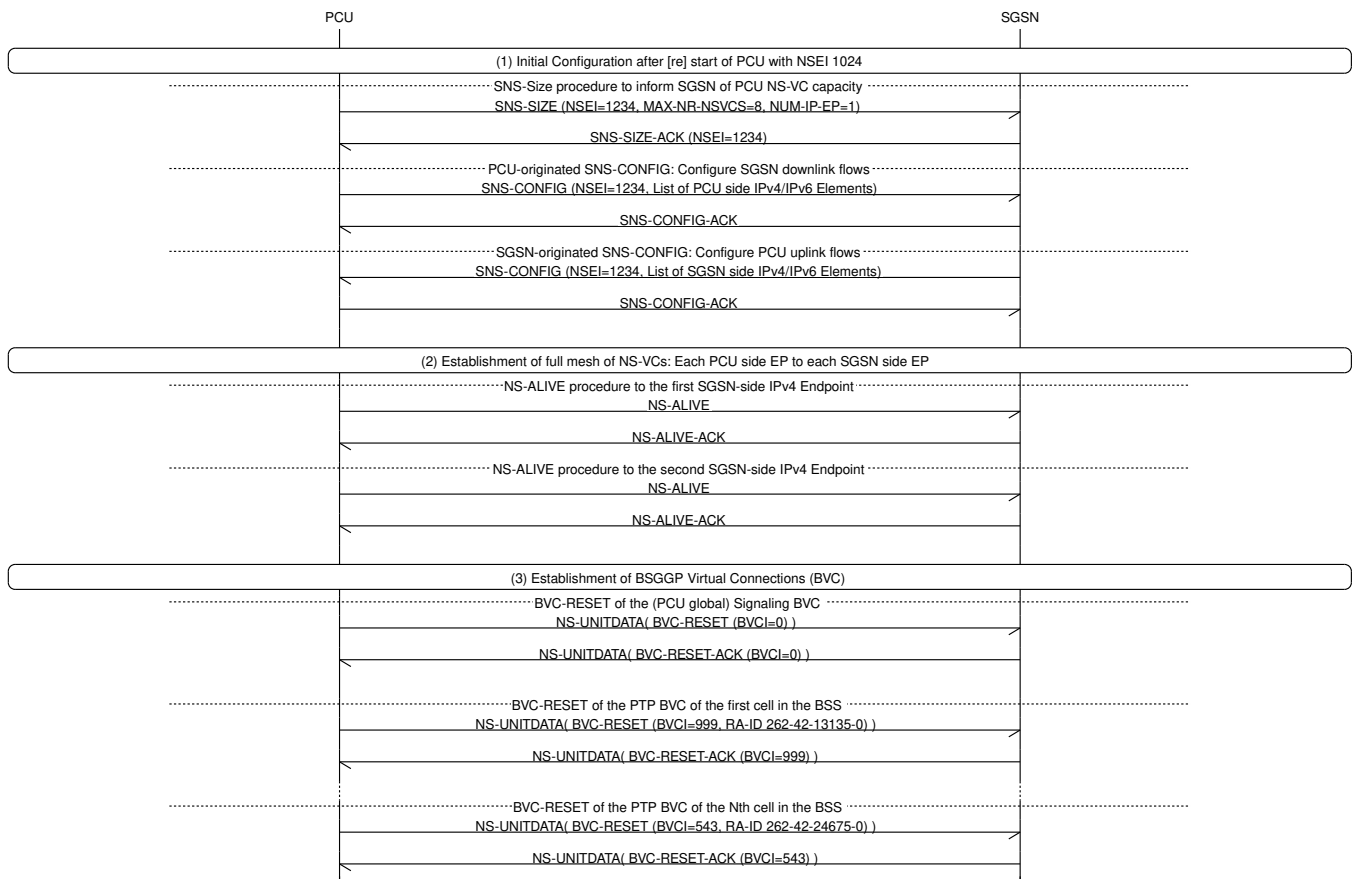 PCU SGSN
(1) Initial Configuration after [re] start of PCU with NSEI 1024
SNS-Size procedure to inform SGSN of PCU NS-VC capacity
SNS-SIZE (NSEI=1234, MAX-NR-NSVCS=8, NUM-IP-EP=1)
SNS-SIZE-ACK (NSEI=1234)
PCU-originated SNS-CONFIG: Configure SGSN downlink flows
SNS-CONFIG (NSEI=1234, List of PCU side IPv4/IPv6 Elements)
SNS-CONFIG-ACK
SGSN-originated SNS-CONFIG: Configure PCU uplink flows
SNS-CONFIG (NSEI=1234, List of SGSN side IPv4/IPv6 Elements)
SNS-CONFIG-ACK
(2) Establishment of full mesh of NS-VCs: Each PCU side EP to each SGSN side EP
NS-ALIVE procedure to the first SGSN-side IPv4 Endpoint
NS-ALIVE
NS-ALIVE-ACK
NS-ALIVE procedure to the second SGSN-side IPv4 Endpoint
NS-ALIVE
NS-ALIVE-ACK
(3) Establishment of BSGGP Virtual Connections (BVC)
BVC-RESET of the (PCU global) Signaling BVC
NS-UNITDATA( BVC-RESET (BVCI=0) )
NS-UNITDATA( BVC-RESET-ACK (BVCI=0) )
BVC-RESET of the PTP BVC of the first cell in the BSS
NS-UNITDATA( BVC-RESET (BVCI=999, RA-ID 262-42-13135-0) )
NS-UNITDATA( BVC-RESET-ACK (BVCI=999) )
BVC-RESET of the PTP BVC of the Nth cell in the BSS
NS-UNITDATA( BVC-RESET (BVCI=543, RA-ID 262-42-24675-0) )
NS-UNITDATA( BVC-RESET-ACK (BVCI=543) )